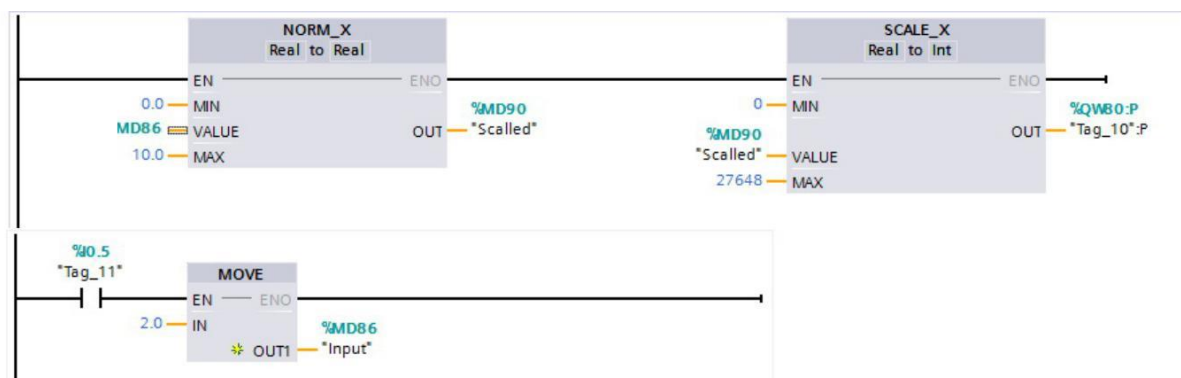 NORM_X SCALE_X
Real to Real Real to Int
EN ENO EN ENO
0.0 MIN %MD90 0 MIN %QW80:P
MD86 VALUE OUT "Scalled" %MD90 OUT "Tag_10":P
10.0 MAX "Scalled" VALUE
27648 MAX
%I0.5
"Tag_11" MOVE
EN ENO
2.0 IN %MD86
OUT1 "Input"